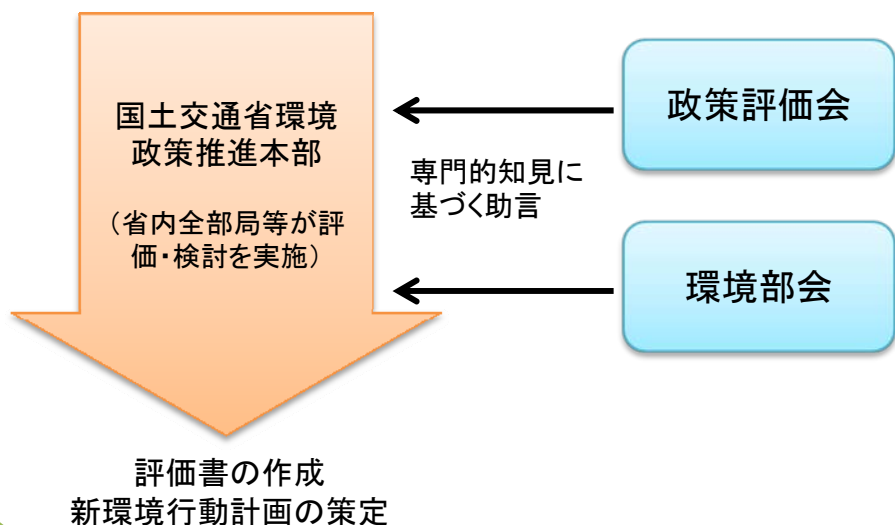 国土交通省環境
政策推進本部
（省内全部局等が評
価・検討を実施）
政策評価会
専門的知見に
基づく助言
環境部会
評価書の作成
新環境行動計画の策定